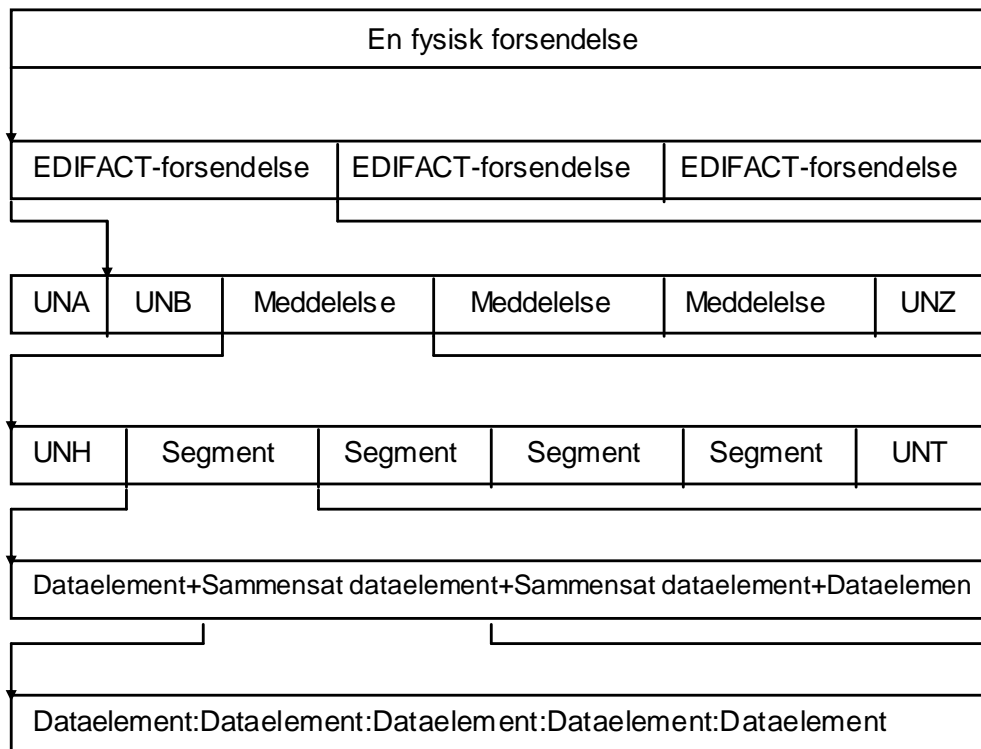 En fysisk forsendelse
EDIFACT-forsendelse EDIFACT-forsendelse EDIFACT-forsendelse
UNA UNB Meddelelse Meddelelse Meddelelse UNZ
UNH Segment Segment Segment Segment UNT
Dataelement+Sammensat dataelement+Sammensat dataelement+Dataelemen
Dataelement:Dataelement:Dataelement:Dataelement:Dataelement